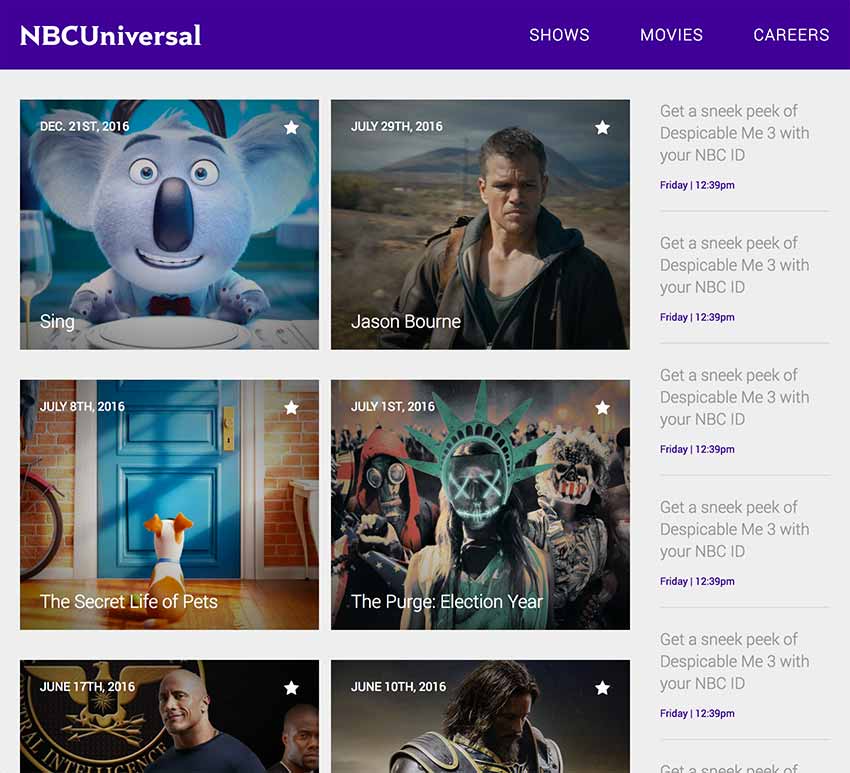 NBCUniversal
SHOWS MOVIES CAREERS
DEC. 21ST, 2016
Sing
JULY 29TH, 2016
Jason Bourne
JULY 8TH, 2016
The Secret Life of Pets
JULY 1ST, 2016
The Purge: Election Year
JUNE 17TH, 2016
NTRAL INTELLIGENCE
JUNE 10TH, 2016
Get a sneek peek of
Despicable Me 3 with
your NBC ID
Friday | 12:39pm
Get a sneek peek of
Despicable Me 3 with
your NBC ID
Friday | 12:39pm
Get a sneek peek of
Despicable Me 3 with
your NBC ID
Friday | 12:39pm
Get a sneek peek of
Despicable Me 3 with
your NBC ID
Friday | 12:39pm
Get a sneek peek of
Despicable Me 3 with
your NBC ID
Friday | 12:39pm
Get a sneek peek of